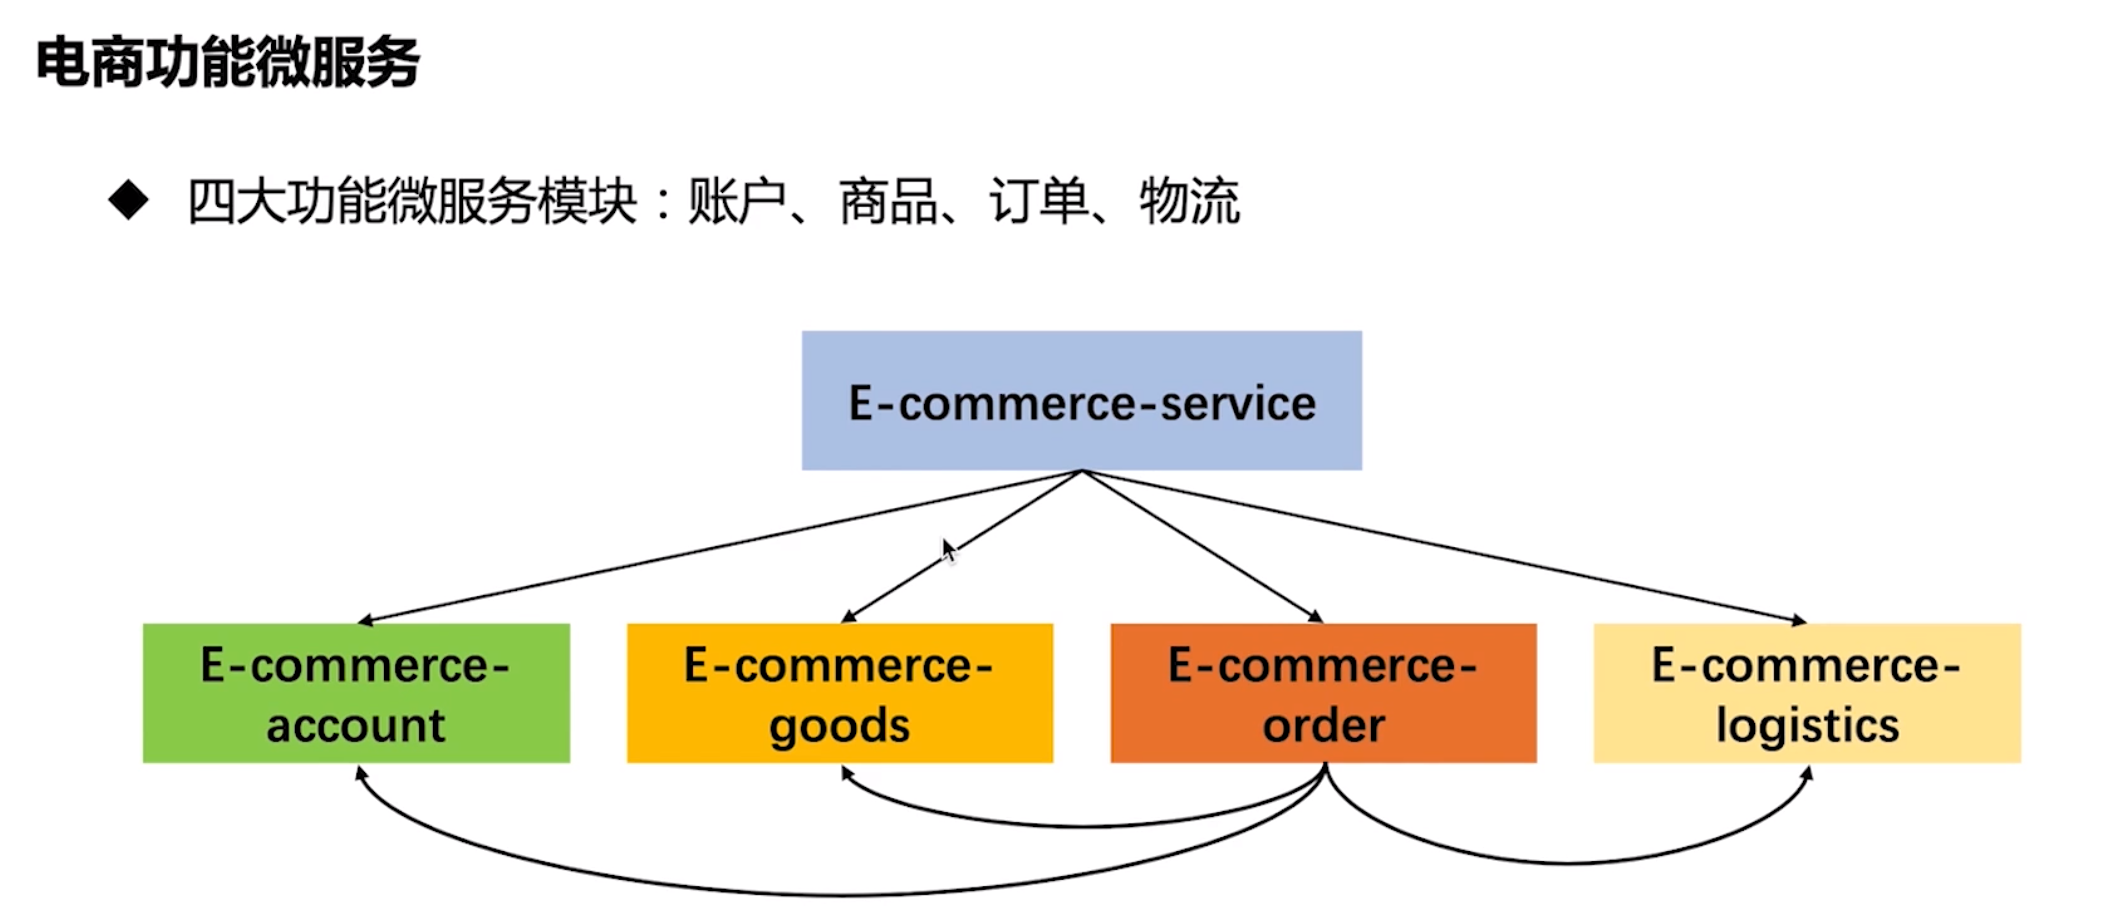 电商功能微服务
◆ 四大功能微服务模块：账户、商品、订单、物流
E-commerce-service
E-commerce-
account
E-commerce-
goods
E-commerce-
order
E-commerce-
logistics